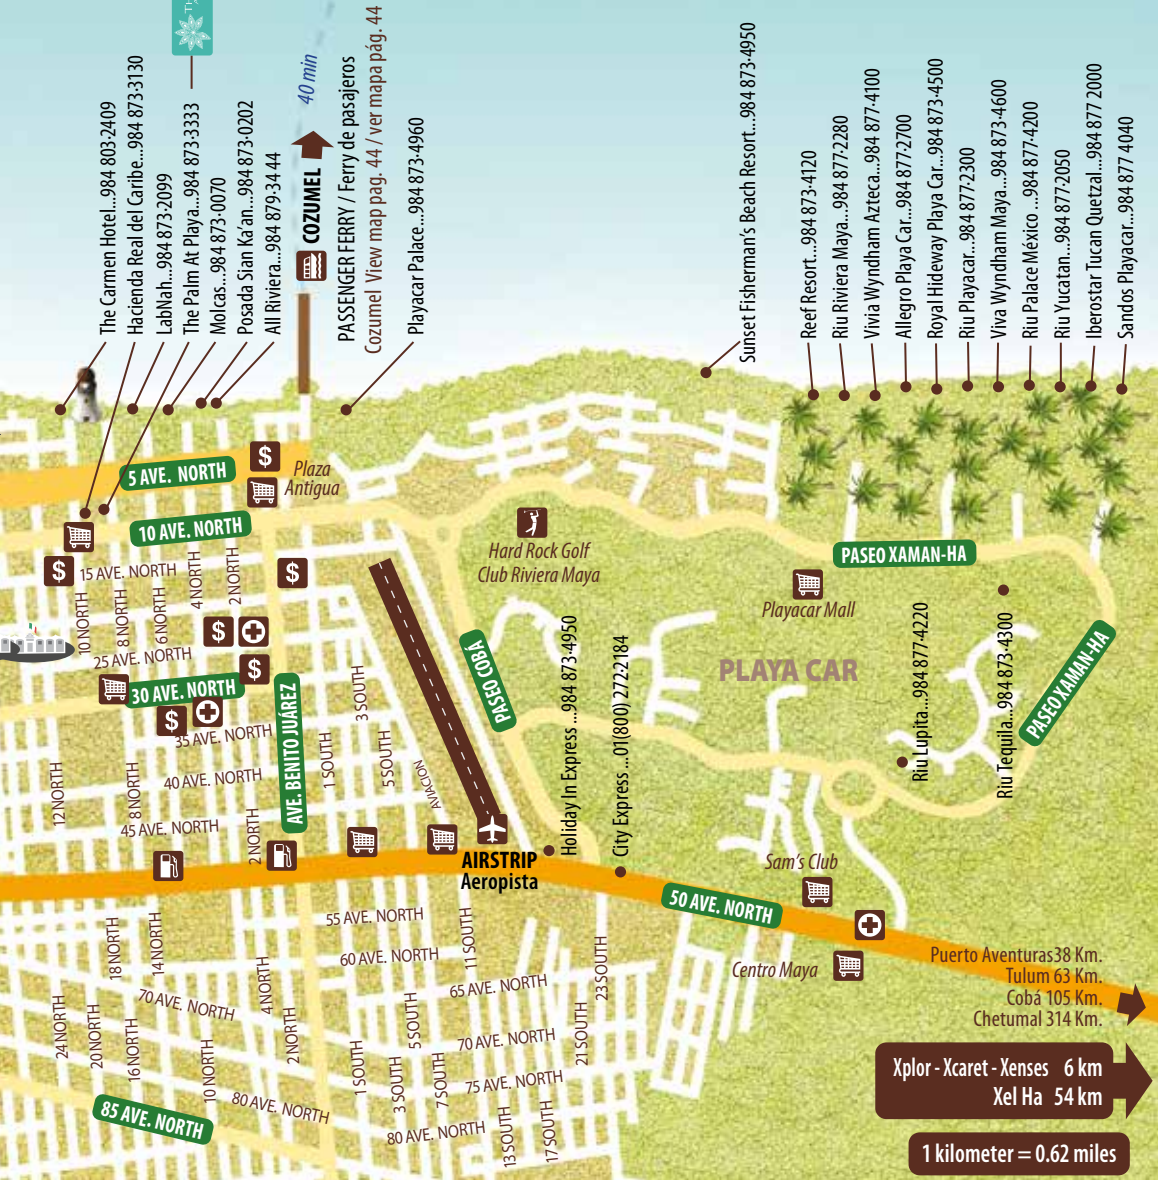 The Carmen Hotel...984 803-2409
Hacienda Real del Caribe...984 873-3130
LabNah...984 873-2099
The Palm At Playa...984 873-3333
Molcas...984 873-0070
Posada Sian Ka'an...984 873-0202
All Riviera...984 879-34 44
COZUMEL
40 min
PASSENGER FERRY / Ferry de pasajeros
Cozumel View map pag. 44 / ver mapa pág. 44
Playacar Palace...984 873-4960
Sunset Fisherman's Beach Resort...984 873-4950
Reef Resort...984 873-4120
Riu Riviera Maya...984 877-2280
Vivia Wyndham Azteca...984 877-4100
Allegro Playa Car...984 877-2700
Royal Hideway Playa Car...984 873-4500
Riu Playacar...984 877-2300
Viva Wyndham Maya...984 873-4600
Riu Palace México ...984 877-4200
Riu Yucatan...984 877-2050
Iberostar Tucan Quetzal...984 877 2000
Sandos Playacar...984 877 4040
5 AVE. NORTH
$
Plaza
Antigua
10 AVE. NORTH
$
15 AVE. NORTH
4 NORTH
2 NORTH
$
10 NORTH
8 NORTH
6 NORTH
$
25 AVE. NORTH
$
30 AVE. NORTH
$
35 AVE. NORTH
AVE. BENITO JUÁREZ
3 SOUTH
1 SOUTH
5 SOUTH
AVIACION
12 NORTH
8 NORTH
40 AVE. NORTH
45 AVE. NORTH
2 NORTH
Hard Rock Golf
Club Riviera Maya
PASEO XAMAN-HA
Playacar Mall
PASEO COBÁ
PLAYA CAR
Holiday In Express ...984 873-4950
City Express ...01(800) 2722184
Riu Lupita...984 877-4220
Riu Tequila...984 873-4300
PASEO XAMAN-HA
AIRSTRIP
Aeropista
Sam's Club
50 AVE. NORTH
Centro Maya
55 AVE. NORTH
60 AVE. NORTH
11 SOUTH
65 AVE. NORTH
23 SOUTH
18 NORTH
14 NORTH
70 AVE. NORTH
4 NORTH
24 NORTH
20 NORTH
16 NORTH
10 NORTH
2 NORTH
5 SOUTH
70 AVE. NORTH
21 SOUTH
1 SOUTH
3 SOUTH
7 SOUTH
75 AVE. NORTH
80 AVE. NORTH
80 AVE. NORTH
13 SOUTH
17 SOUTH
85 AVE. NORTH
Puerto Aventuras38 Km.
Tulum 63 Km.
Cobá 105 Km.
Chetumal 314 Km.
Xplor - Xcaret - Xenses 6 km
Xel Ha 54 km
1 kilometer = 0.62 miles